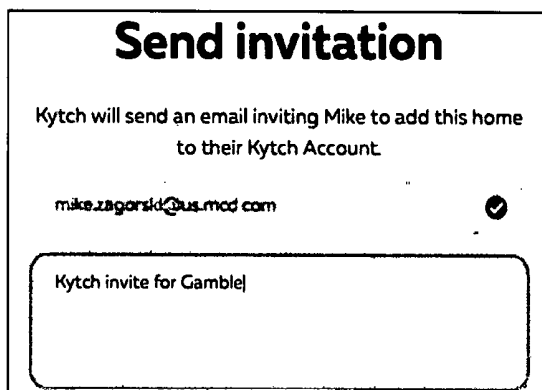 Send invitation
Kytch will send an email inviting Mike to add this home
to their Kytch Account.
mike.zagorski@us.mcd.com
Kytch invite for Gamble